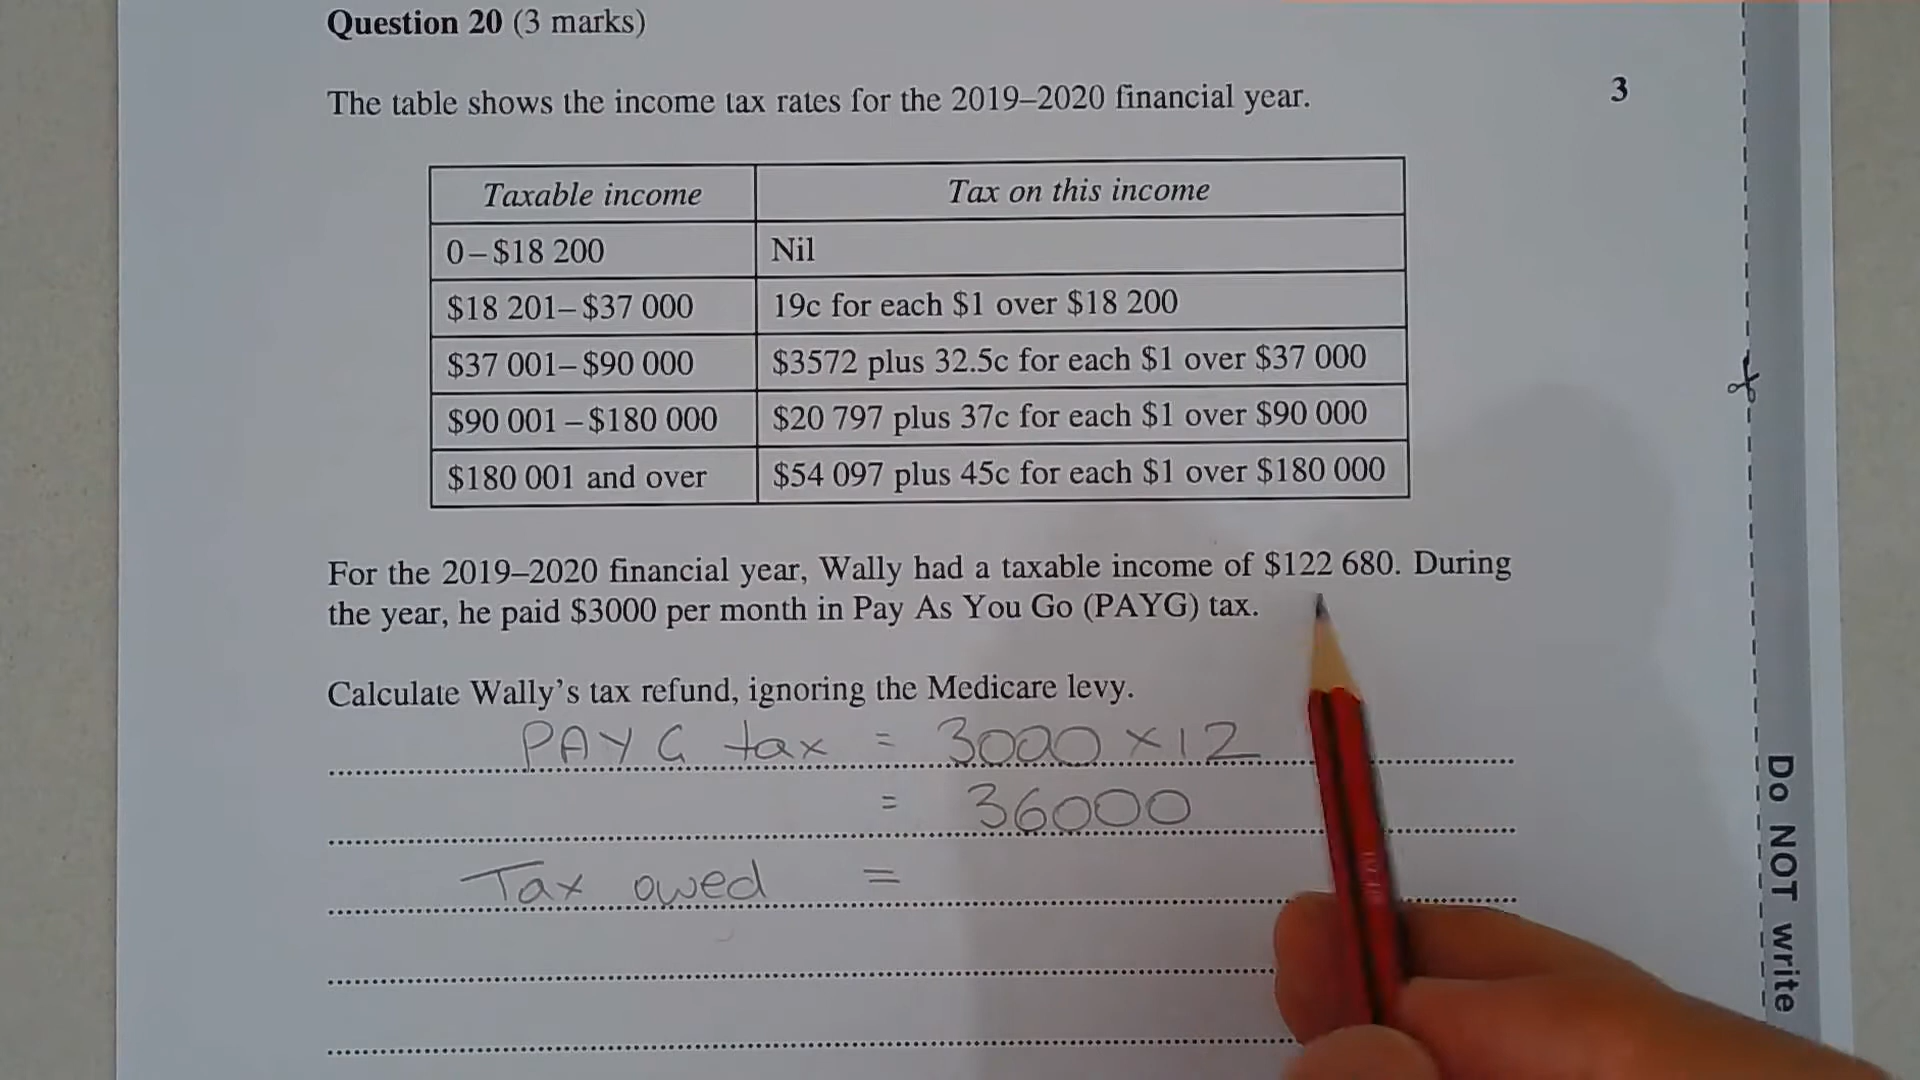 Question 20 (3 marks)
The table shows the income tax rates for the 2019–2020 financial year.
3
Taxable income Tax on this income
0–$18 200 Nil
$18 201–$37 000 19c for each $1 over $18 200
$37 001–$90 000 $3572 plus 32.5c for each $1 over $37 000
$90 001–$180 000 $20 797 plus 37c for each $1 over $90 000
$180 001 and over $54 097 plus 45c for each $1 over $180 000
For the 2019–2020 financial year, Wally had a taxable income of $122 680. During
the year, he paid $3000 per month in Pay As You Go (PAYG) tax.
Calculate Wally's tax refund, ignoring the Medicare levy.
PAYG tax = 3000 × 12
= 36000
Tax owed =
Do NOT write